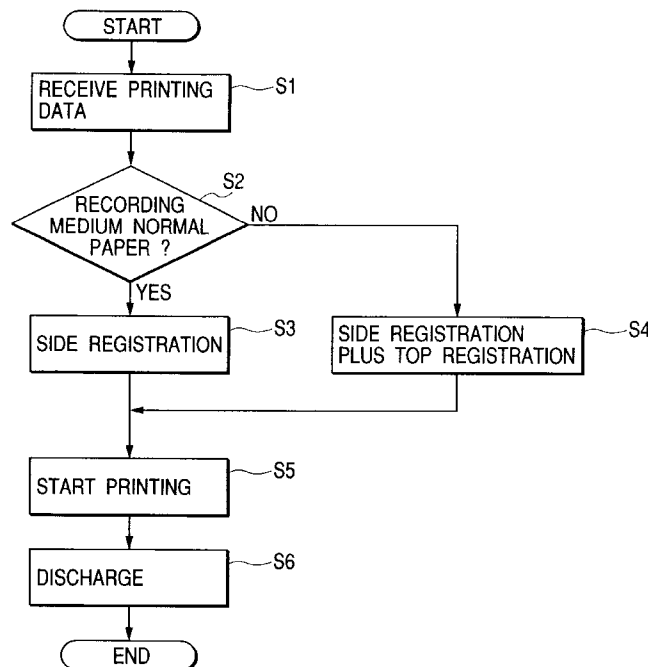 START
RECEIVE PRINTING
DATA
S1
RECORDING
MEDIUM NORMAL
PAPER ?
S2
NO
YES
SIDE REGISTRATION
S3
SIDE REGISTRATION
PLUS TOP REGISTRATION
S4
START PRINTING
S5
DISCHARGE
S6
END